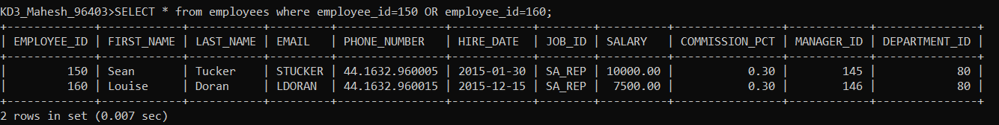 KD3_Mahesh_96403>SELECT * from employees where employee_id=150 OR employee_id=160;
+-------------+------------+-----------+---------+----------------+------------+--------+----------+----------------+------------+---------------+
| EMPLOYEE_ID | FIRST_NAME | LAST_NAME | EMAIL   | PHONE_NUMBER   | HIRE_DATE  | JOB_ID | SALARY   | COMMISSION_PCT | MANAGER_ID | DEPARTMENT_ID |
+-------------+------------+-----------+---------+----------------+------------+--------+----------+----------------+------------+---------------+
|         150 | Sean       | Tucker    | STUCKER | 44.1632.960005 | 2015-01-30 | SA_REP | 10000.00 |           0.30 |        145 |            80 |
|         160 | Louise     | Doran     | LDORAN  | 44.1632.960015 | 2015-12-15 | SA_REP |  7500.00 |           0.30 |        146 |            80 |
+-------------+------------+-----------+---------+----------------+------------+--------+----------+----------------+------------+---------------+
2 rows in set (0.007 sec)